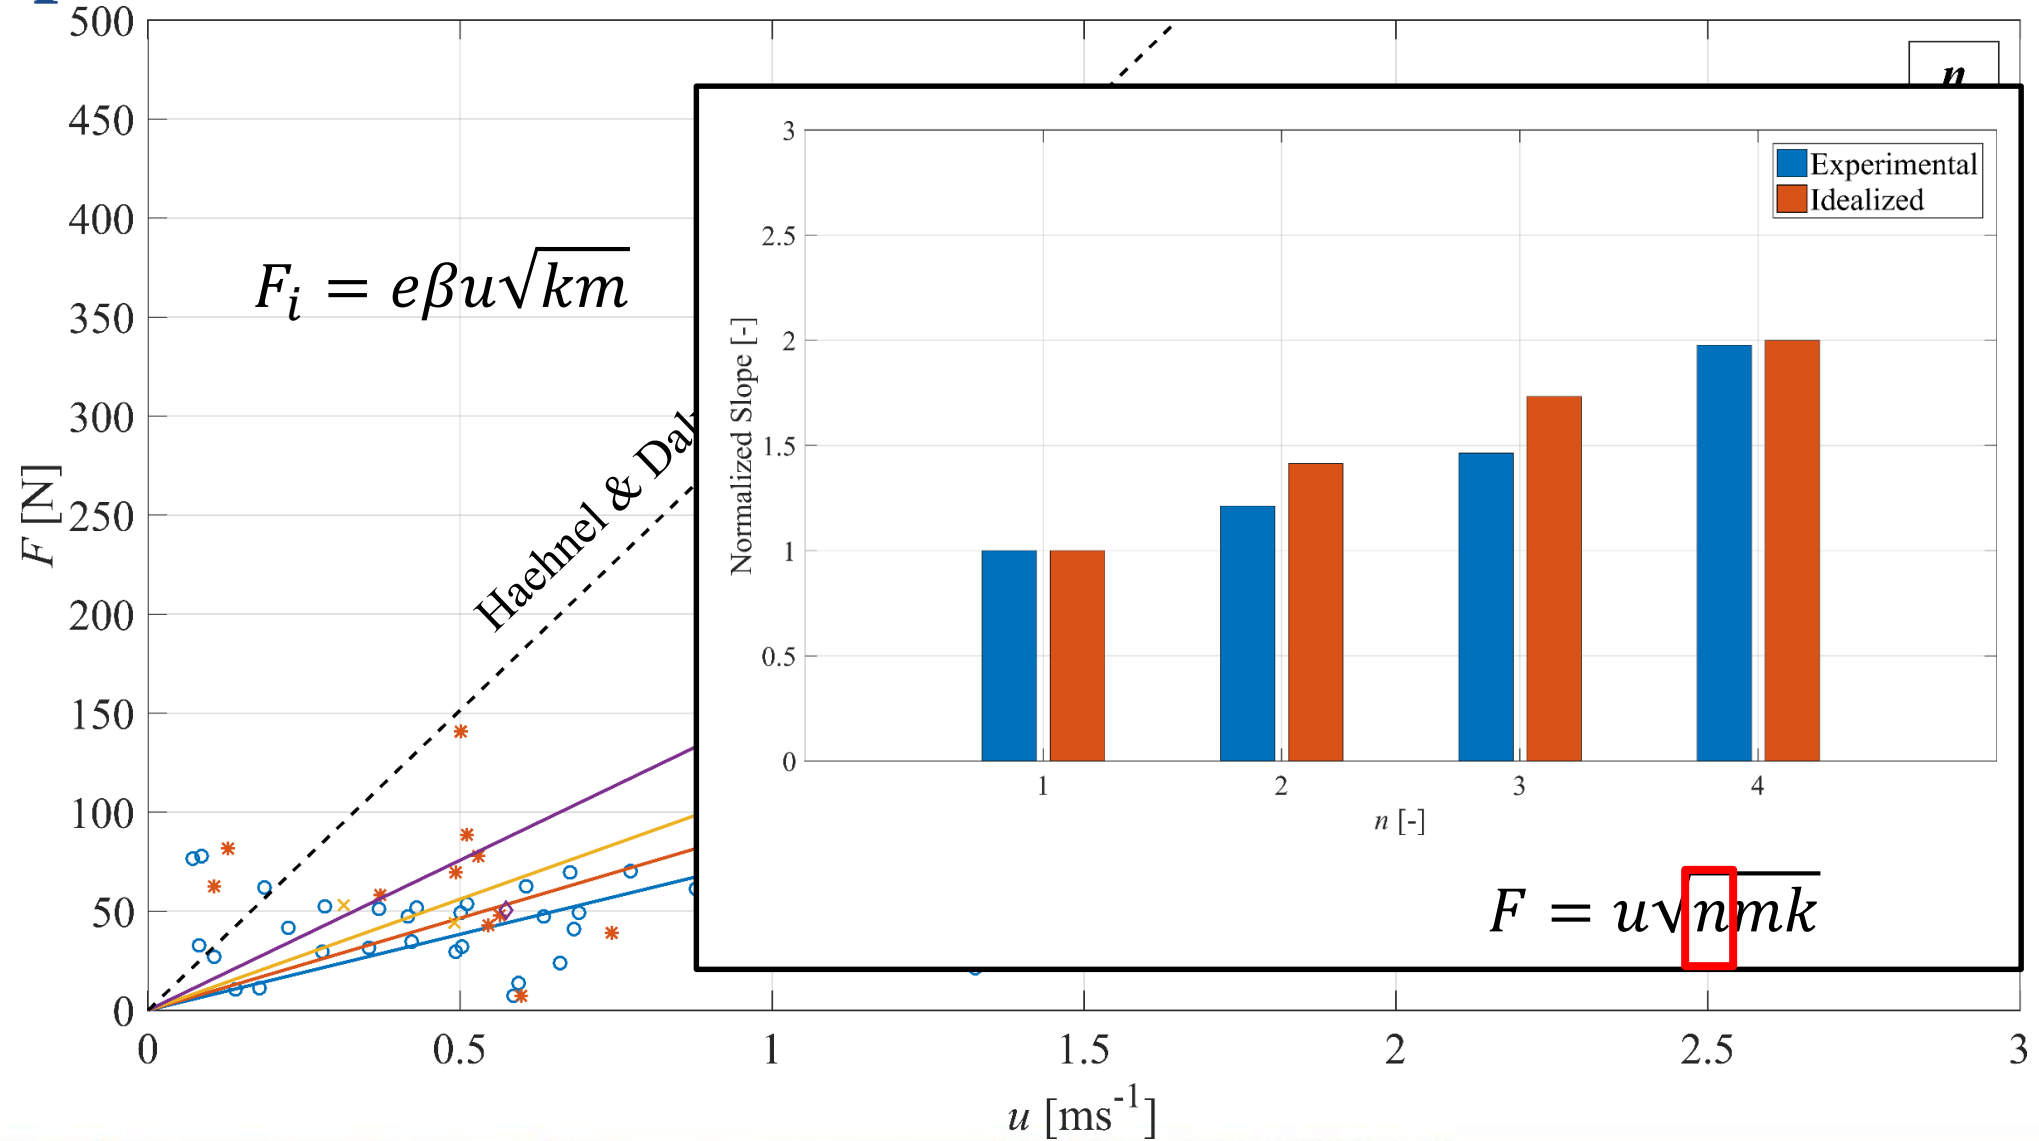 500
450
400
350
300
250
200
150
100
50
0
F [N]
0 0.5 1 1.5 2 2.5 3
u [ms⁻¹]
Fᵢ = eβu√km
Haehnel &
n
3
2.5
2
1.5
1
0.5
0
Normalized Slope [-]
Experimental
Idealized
1 2 3 4
n [-]
F = u√nmk